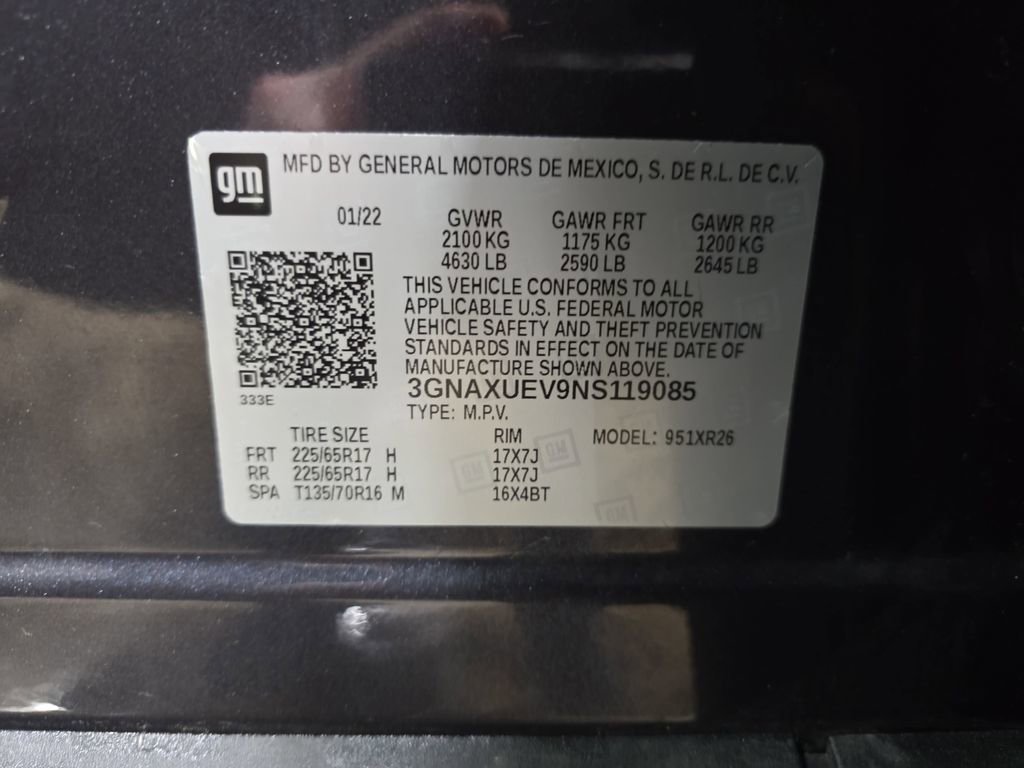 gm MFD BY GENERAL MOTORS DE MEXICO, S. DE R.L. DE C.V.
01/22 GVWR GAWR FRT GAWR RR
2100 KG 1175 KG 1200 KG
4630 LB 2590 LB 2645 LB
THIS VEHICLE CONFORMS TO ALL
APPLICABLE U.S. FEDERAL MOTOR
VEHICLE SAFETY AND THEFT PREVENTION
STANDARDS IN EFFECT ON THE DATE OF
MANUFACTURE SHOWN ABOVE.
3GNAXUEV9NS119085
333E
TYPE: M.P.V.
TIRE SIZE RIM MODEL: 951XR26
FRT 225/65R17 H 17X7J
RR 225/65R17 H 17X7J
SPA T135/70R16 M 16X4BT
GM
GM
GM